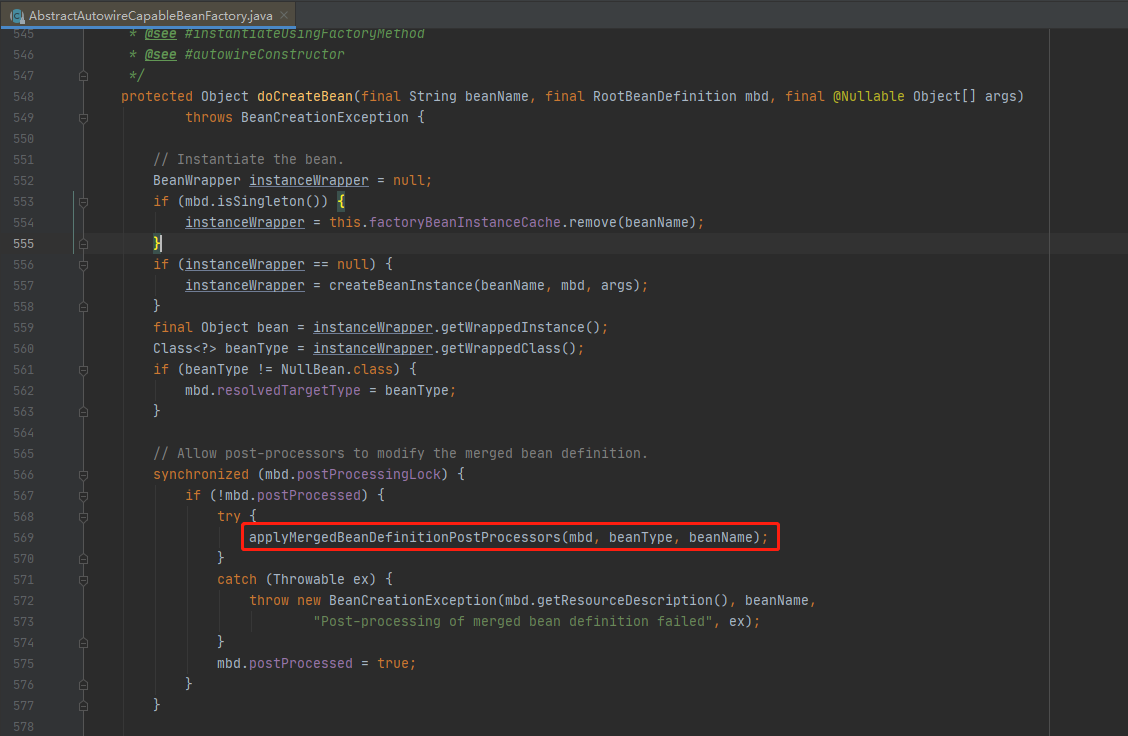 AbstractAutowireCapableBeanFactory.java
545 * @see #instantiateUsingFactoryMethod
546 * @see #autowireConstructor
547 */
548 protected Object doCreateBean(final String beanName, final RootBeanDefinition mbd, final @Nullable Object[] args)
549 throws BeanCreationException {
550
551 // Instantiate the bean.
552 BeanWrapper instanceWrapper = null;
553 if (mbd.isSingleton()) {
554 instanceWrapper = this.factoryBeanInstanceCache.remove(beanName);
555 }
556 if (instanceWrapper == null) {
557 instanceWrapper = createBeanInstance(beanName, mbd, args);
558 }
559 final Object bean = instanceWrapper.getWrappedInstance();
560 Class<?> beanType = instanceWrapper.getWrappedClass();
561 if (beanType != NullBean.class) {
562 mbd.resolvedTargetType = beanType;
563 }
564
565 // Allow post-processors to modify the merged bean definition.
566 synchronized (mbd.postProcessingLock) {
567 if (!mbd.postProcessed) {
568 try {
569 applyMergedBeanDefinitionPostProcessors(mbd, beanType, beanName);
570 }
571 catch (Throwable ex) {
572 throw new BeanCreationException(mbd.getResourceDescription(), beanName,
573 "Post-processing of merged bean definition failed", ex);
574 }
575 mbd.postProcessed = true;
576 }
577 }
578